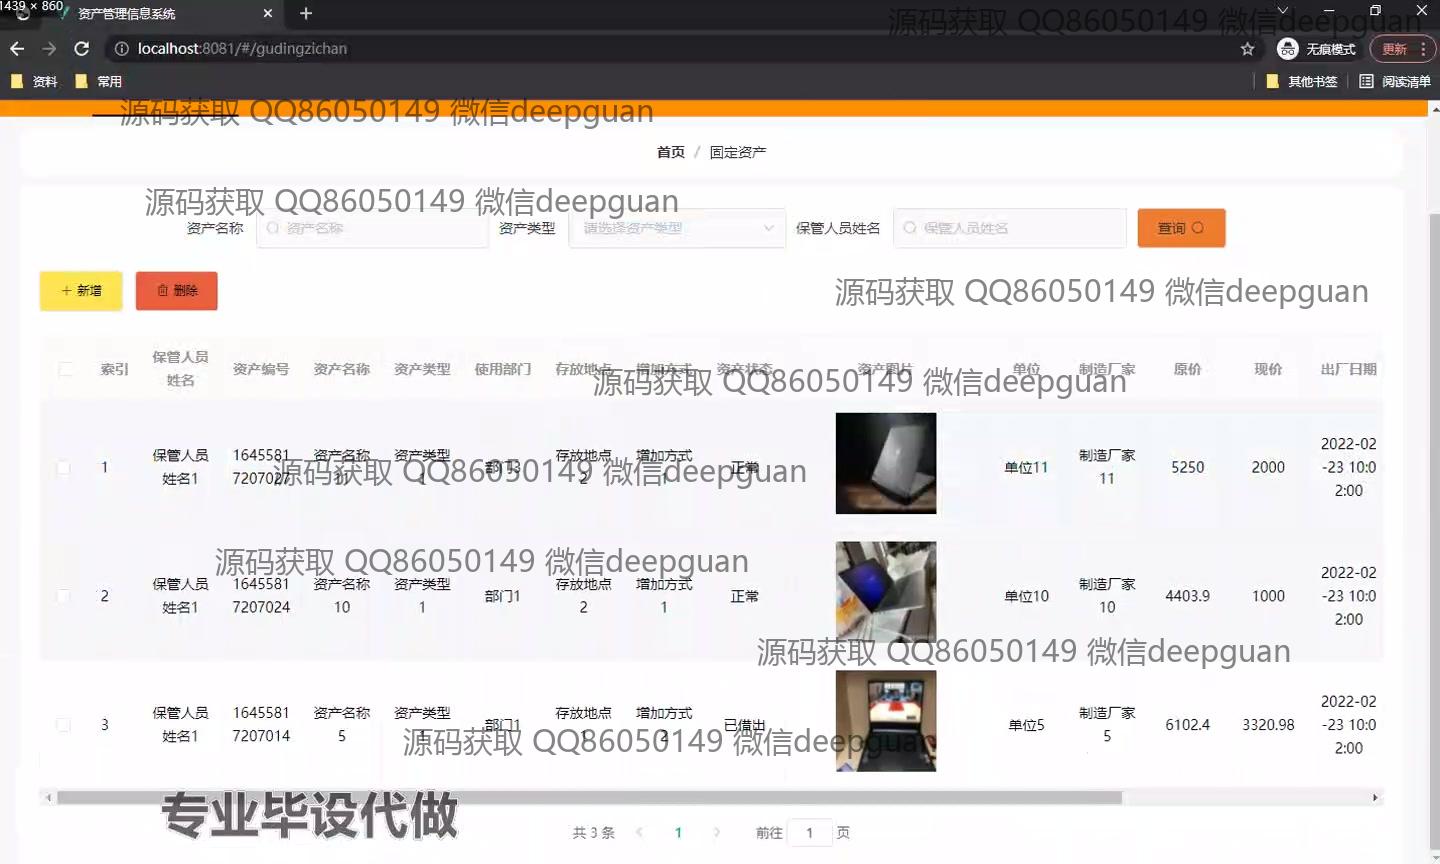 1439 × 860
资产管理信息系统
源码获取 QQ86050149 微信deepguan
localhost:8081/#/gudingzichan
无痕模式
更新
资料
常用
其他书签
阅读清单
源码获取 QQ86050149 微信deepguan
首页 / 固定资产
源码获取 QQ86050149 微信deepguan
资产名称 资产名称 资产类型 请选择资产类型 保管人员姓名 保管人员姓名 查询
+ 新增 删除
源码获取 QQ86050149 微信deepguan
保管人员
索引 姓名 资产编号 资产名称 资产类型 使用部门 存放地点 增加方式 资产状态 资产图片 单位 制造厂家 原价 现价 出厂日期
源码获取 QQ86050149 微信deepguan
2022-02
保管人员 1645581 资产名称 资产类型 存放地点 增加方式 制造厂家
1 部门3 正常 单位11 5250 2000 -23 10:0
姓名1 7207027 1 2 1 11
2:00
源码获取 QQ86050149 微信deepguan
源码获取 QQ86050149 微信deepguan
2022-02
保管人员 1645581 资产名称 资产类型 存放地点 增加方式 制造厂家
2 部门1 正常 单位10 4403.9 1000 -23 10:0
姓名1 7207024 10 1 2 1 10
2:00
源码获取 QQ86050149 微信deepguan
2022-02
保管人员 1645581 资产名称 资产类型 存放地点 增加方式 制造厂家
3 部门1 已借出 单位5 6102.4 3320.98 -23 10:0
姓名1 7207014 5 1 1 2 5
2:00
源码获取 QQ86050149 微信deepguan
专业毕设代做
共 3 条 1 前往 1 页